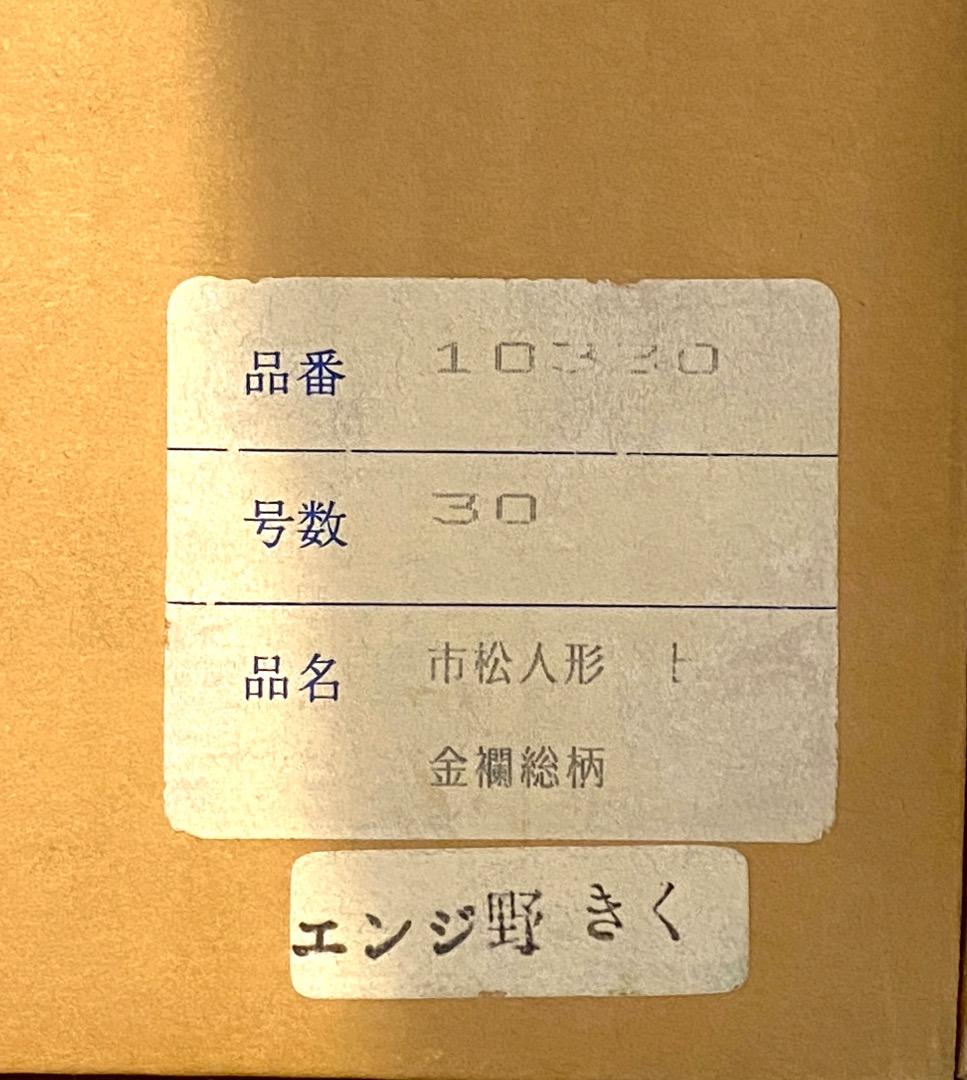 品番 10330
号数 30
品名 市松人形 ト
金襴総柄
エンジ野きく